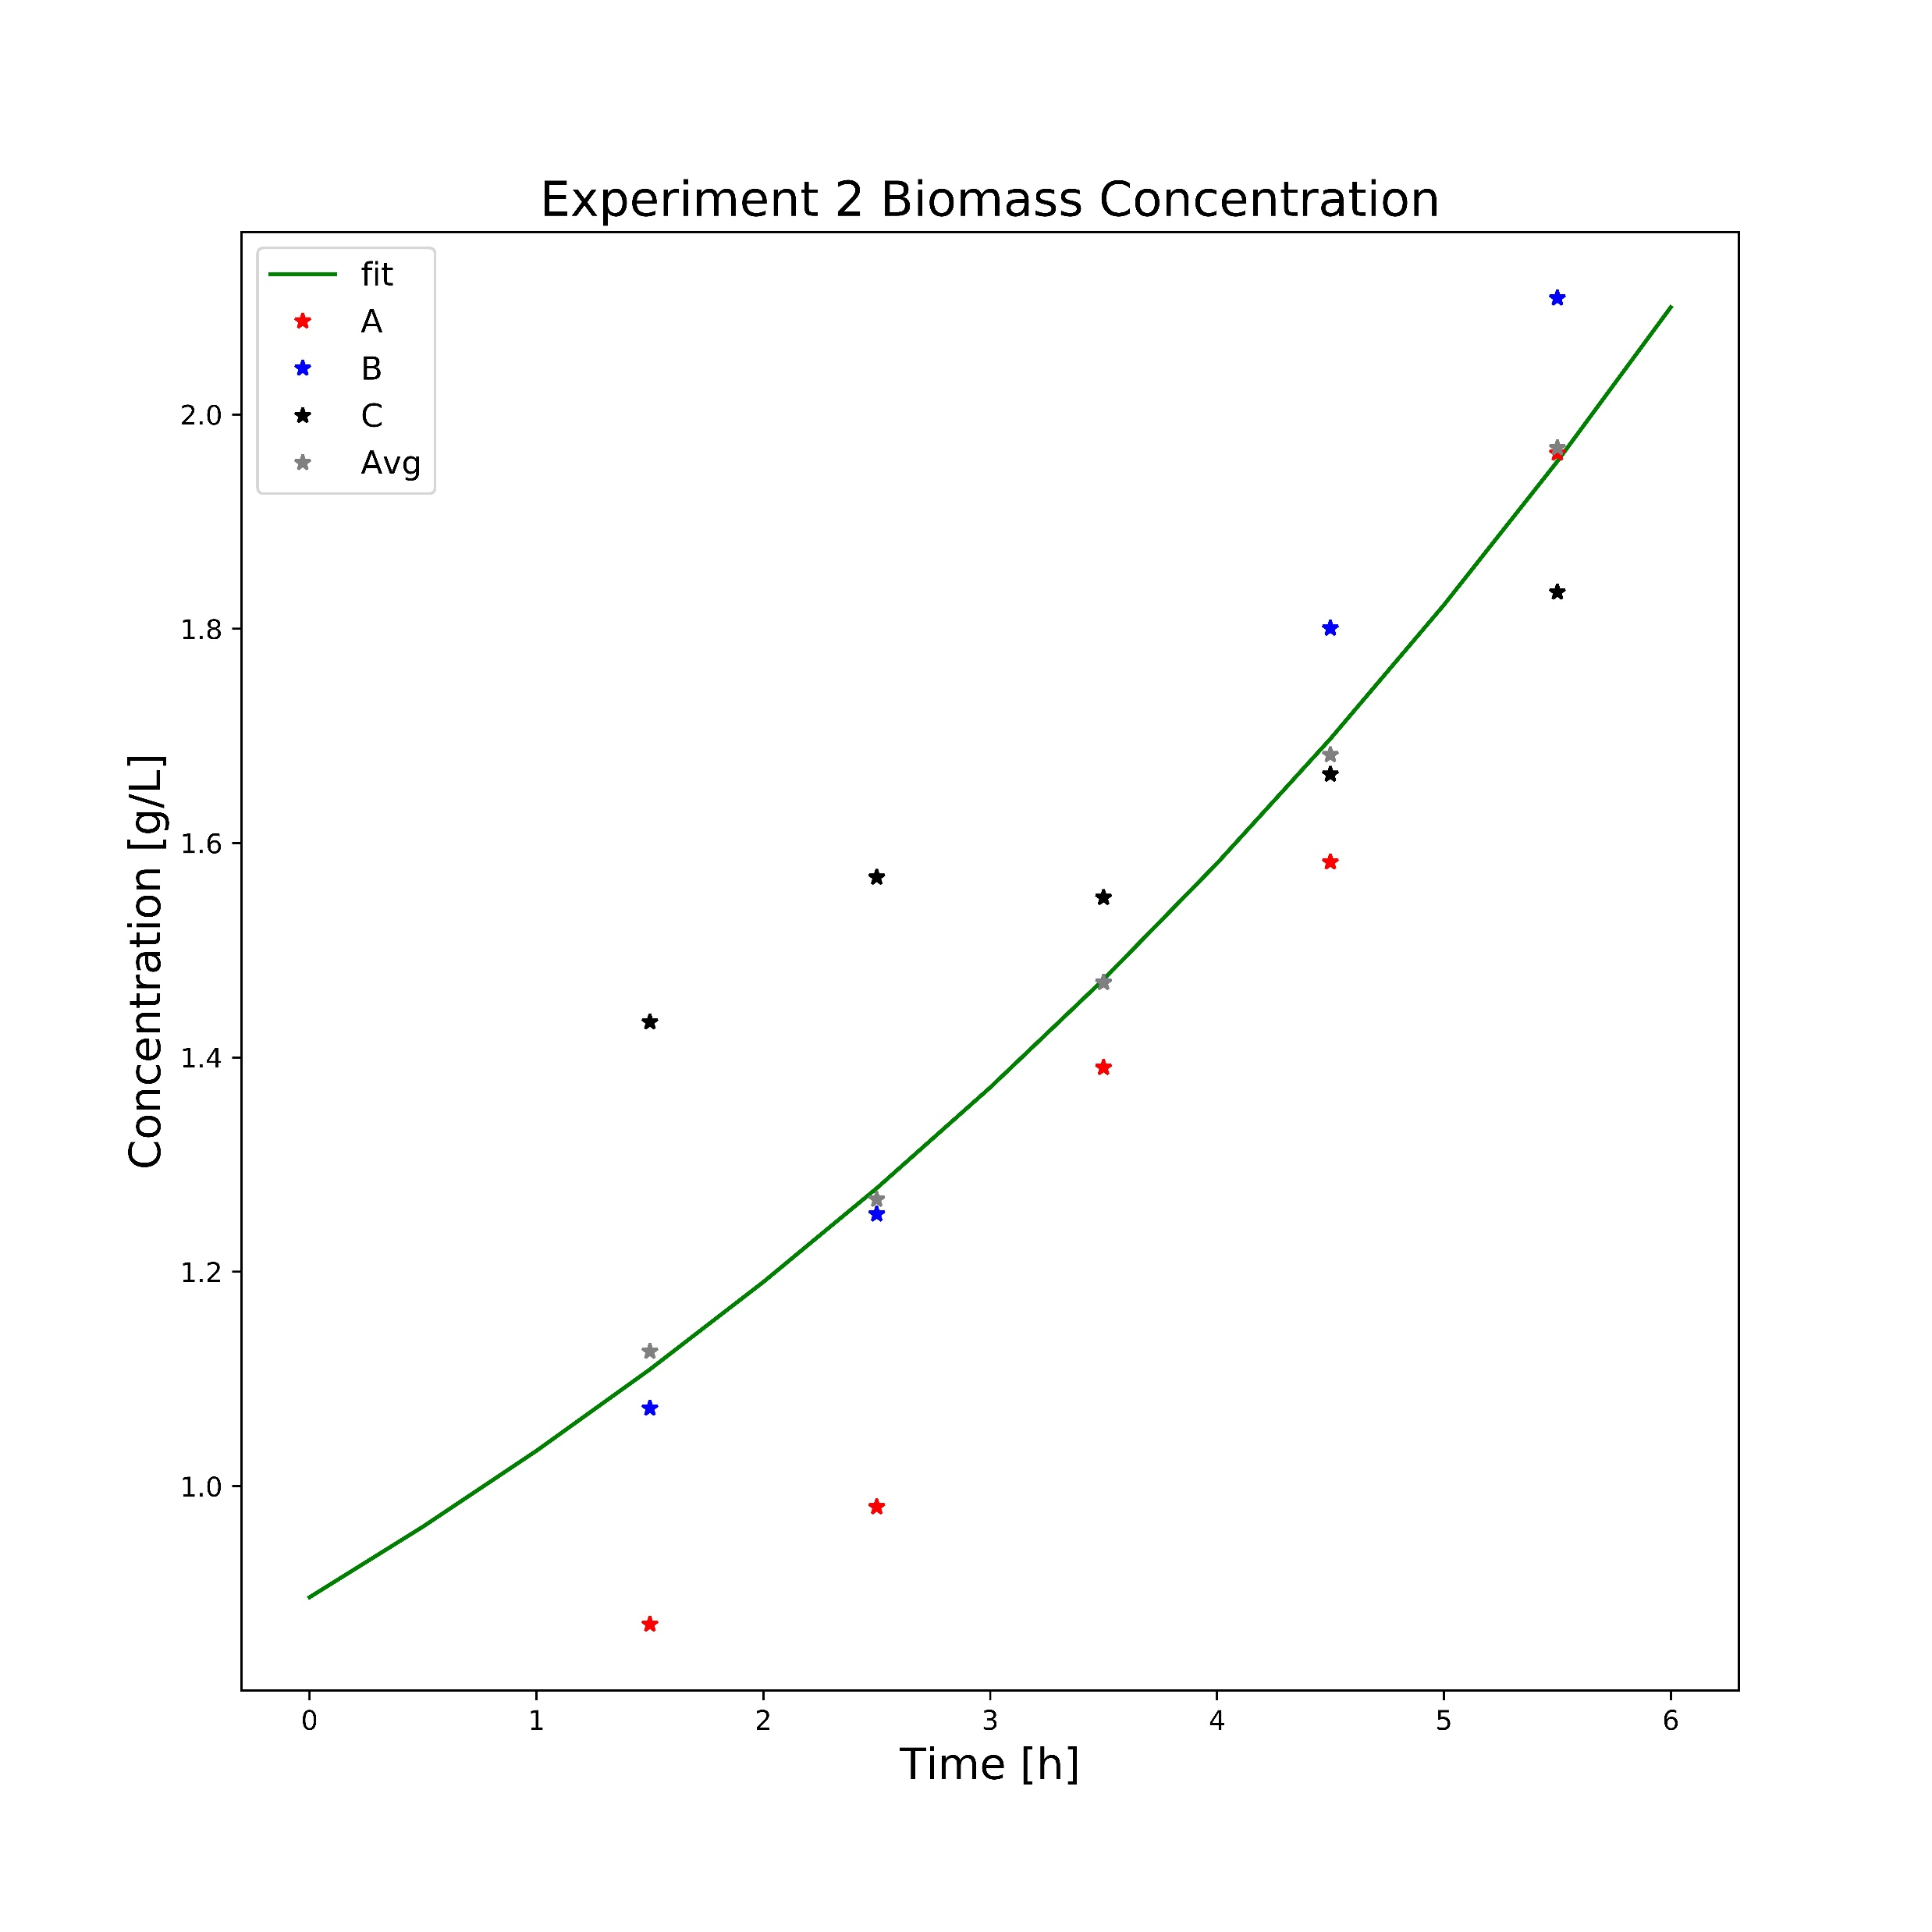 Experiment 2 Biomass Concentration
fit
A
B
C
Avg
2.0
1.8
1.6
1.4
1.2
1.0
Concentration [g/L]
0 1 2 3 4 5 6
Time [h]